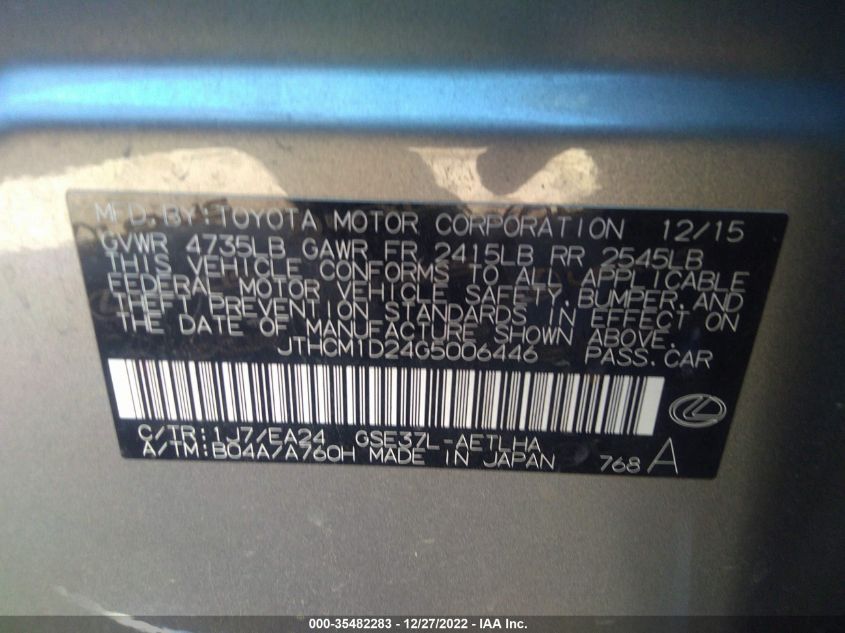 MFD.BY:TOYOTA MOTOR CORPORATION 12/15
GVWR 4735LB GAWR FR 2415LB RR 2545LB
THIS VEHICLE CONFORMS TO ALL APPLICABLE
FEDERAL MOTOR VEHICLE SAFETY, BUMPER, AND
THEFT PREVENTION STANDARDS IN EFFECT ON
THE DATE OF MANUFACTURE SHOWN ABOVE.
JTHCM1D24G5006446 PASS.CAR
C/TR:1J7/EA24 GSE37L-AETLHA
A/TM:B04A/A760H MADE IN JAPAN 768 A
000-35482283 - 12/27/2022 - IAA Inc.